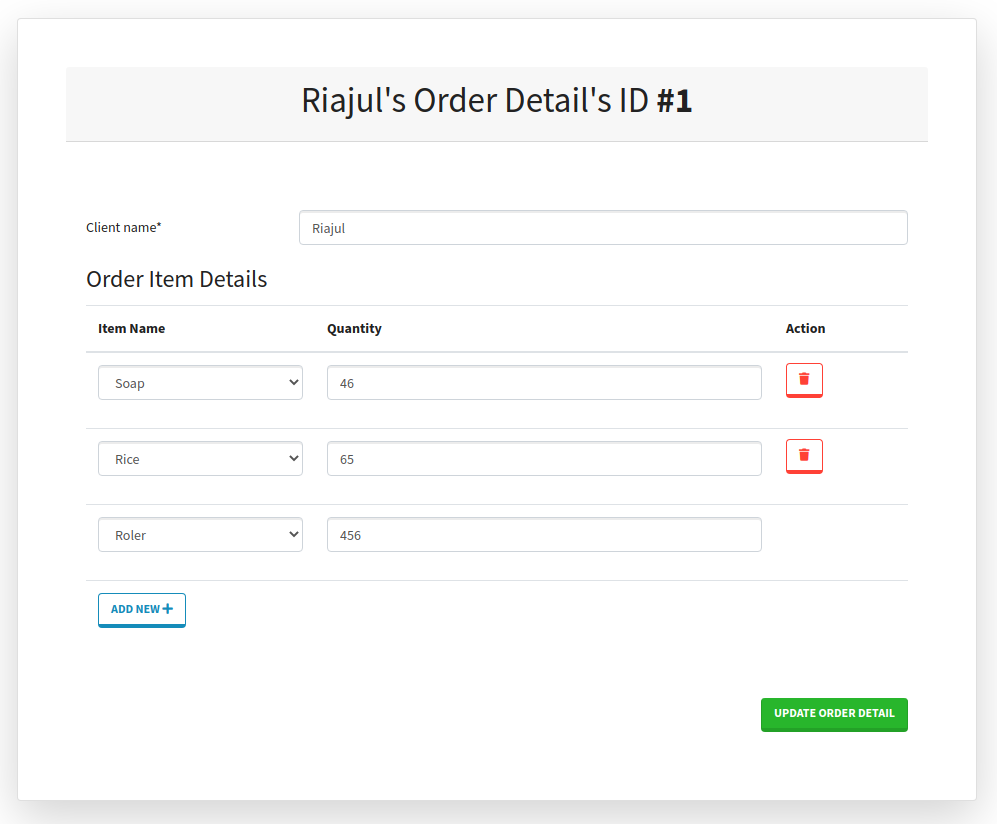 Riajul's Order Detail's ID #1
Client name*
Riajul
Order Item Details
Item Name Quantity Action
Soap 46
Rice 65
Roler 456
ADD NEW
UPDATE ORDER DETAIL